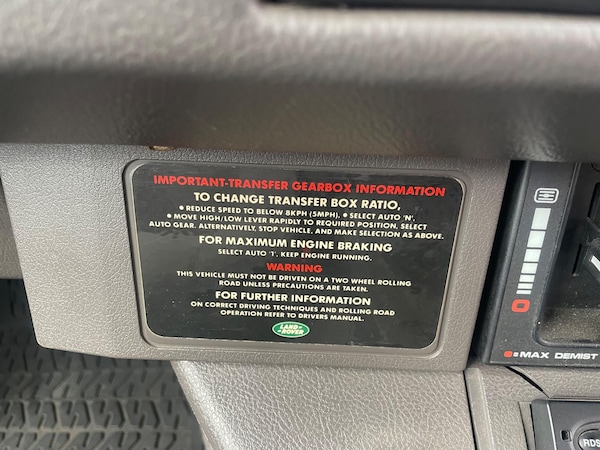 IMPORTANT-TRANSFER GEARBOX INFORMATION
TO CHANGE TRANSFER BOX RATIO,
• REDUCE SPEED TO BELOW 8KPH (5MPH), • SELECT AUTO 'N',
• MOVE HIGH/LOW LEVER RAPIDLY TO REQUIRED POSITION, SELECT
AUTO GEAR. ALTERNATIVELY, STOP VEHICLE, AND MAKE SELECTION AS ABOVE.
FOR MAXIMUM ENGINE BRAKING
SELECT AUTO '1', KEEP ENGINE RUNNING.
WARNING
THIS VEHICLE MUST NOT BE DRIVEN ON A TWO WHEEL ROLLING
ROAD UNLESS PRECAUTIONS ARE TAKEN.
FOR FURTHER INFORMATION
ON CORRECT DRIVING TECHNIQUES AND ROLLING ROAD
OPERATION REFER TO DRIVERS MANUAL.
LAND-
ROVER
MAX DEMIST
RDS